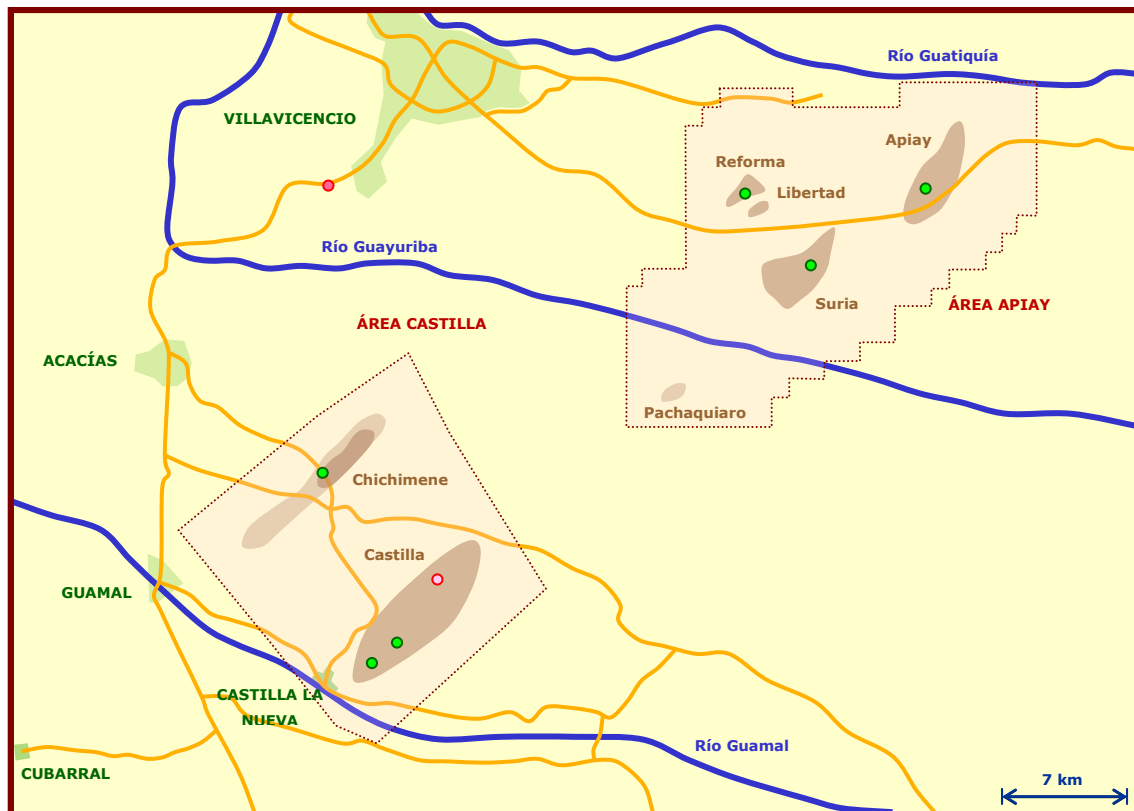 Río Guatiquía
VILLAVICENCIO
Apiay
Reforma
Libertad
Río Guayuriba
Suria
ÁREA APIAY
ÁREA CASTILLA
ACACÍAS
Pachaquiaro
Chichimene
Castilla
GUAMAL
CASTILLA LA
NUEVA
Río Guamal
CUBARRAL
7 km